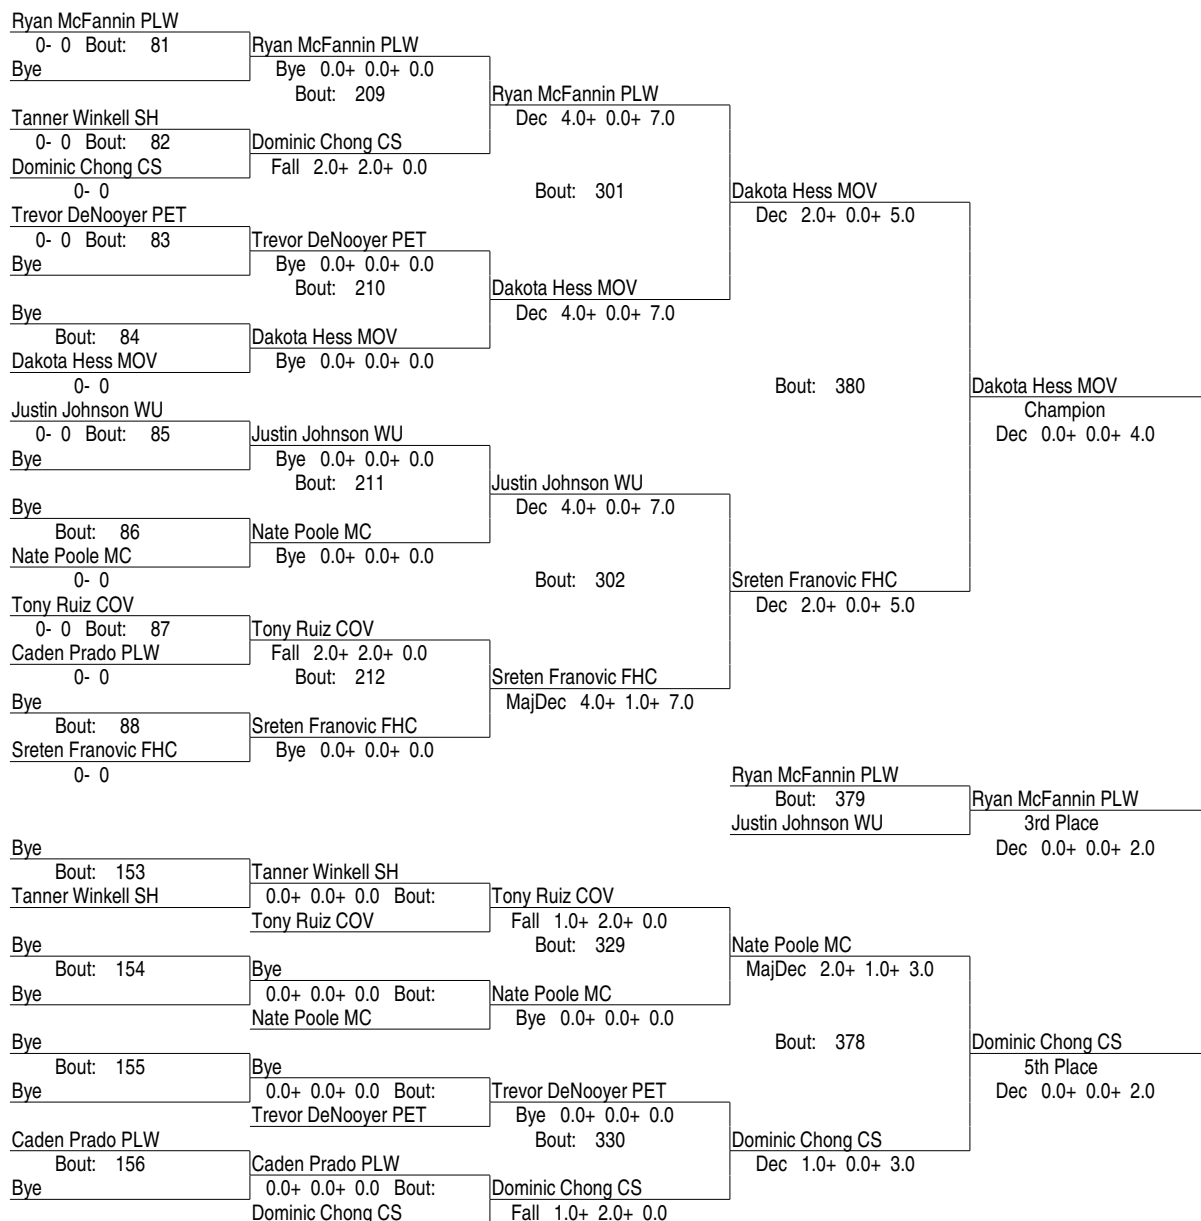 Ryan McFannin PLW
0- 0 Bout: 81
Bye
Ryan McFannin PLW
Bye 0.0+ 0.0+ 0.0
Bout: 209
Tanner Winkell SH
0- 0 Bout: 82
Dominic Chong CS
0- 0
Dominic Chong CS
Fall 2.0+ 2.0+ 0.0
Ryan McFannin PLW
Dec 4.0+ 0.0+ 7.0
Bout: 301
Trevor DeNooyer PET
0- 0 Bout: 83
Bye
Trevor DeNooyer PET
Bye 0.0+ 0.0+ 0.0
Bout: 210
Bye
Bout: 84
Dakota Hess MOV
0- 0
Dakota Hess MOV
Bye 0.0+ 0.0+ 0.0
Dakota Hess MOV
Dec 4.0+ 0.0+ 7.0
Dakota Hess MOV
Dec 2.0+ 0.0+ 5.0
Bout: 380
Dakota Hess MOV
Champion
Dec 0.0+ 0.0+ 4.0
Justin Johnson WU
0- 0 Bout: 85
Bye
Justin Johnson WU
Bye 0.0+ 0.0+ 0.0
Bout: 211
Bye
Bout: 86
Nate Poole MC
0- 0
Nate Poole MC
Bye 0.0+ 0.0+ 0.0
Justin Johnson WU
Dec 4.0+ 0.0+ 7.0
Bout: 302
Tony Ruiz COV
0- 0 Bout: 87
Caden Prado PLW
0- 0
Tony Ruiz COV
Fall 2.0+ 2.0+ 0.0
Bout: 212
Bye
Bout: 88
Sreten Franovic FHC
0- 0
Sreten Franovic FHC
Bye 0.0+ 0.0+ 0.0
Sreten Franovic FHC
MajDec 4.0+ 1.0+ 7.0
Sreten Franovic FHC
Dec 2.0+ 0.0+ 5.0
Ryan McFannin PLW
Bout: 379
Justin Johnson WU
Ryan McFannin PLW
3rd Place
Dec 0.0+ 0.0+ 2.0
Bye
Bout: 153
Tanner Winkell SH
Tanner Winkell SH
0.0+ 0.0+ 0.0 Bout:
Tony Ruiz COV
Tony Ruiz COV
Fall 1.0+ 2.0+ 0.0
Bout: 329
Bye
Bout: 154
Bye
Bye
0.0+ 0.0+ 0.0 Bout:
Nate Poole MC
Nate Poole MC
Bye 0.0+ 0.0+ 0.0
Nate Poole MC
MajDec 2.0+ 1.0+ 3.0
Bout: 378
Dominic Chong CS
5th Place
Dec 0.0+ 0.0+ 2.0
Bye
Bout: 155
Bye
Bye
0.0+ 0.0+ 0.0 Bout:
Trevor DeNooyer PET
Trevor DeNooyer PET
Bye 0.0+ 0.0+ 0.0
Bout: 330
Caden Prado PLW
Bout: 156
Bye
Caden Prado PLW
0.0+ 0.0+ 0.0 Bout:
Dominic Chong CS
Dominic Chong CS
Fall 1.0+ 2.0+ 0.0
Dominic Chong CS
Dec 1.0+ 0.0+ 3.0